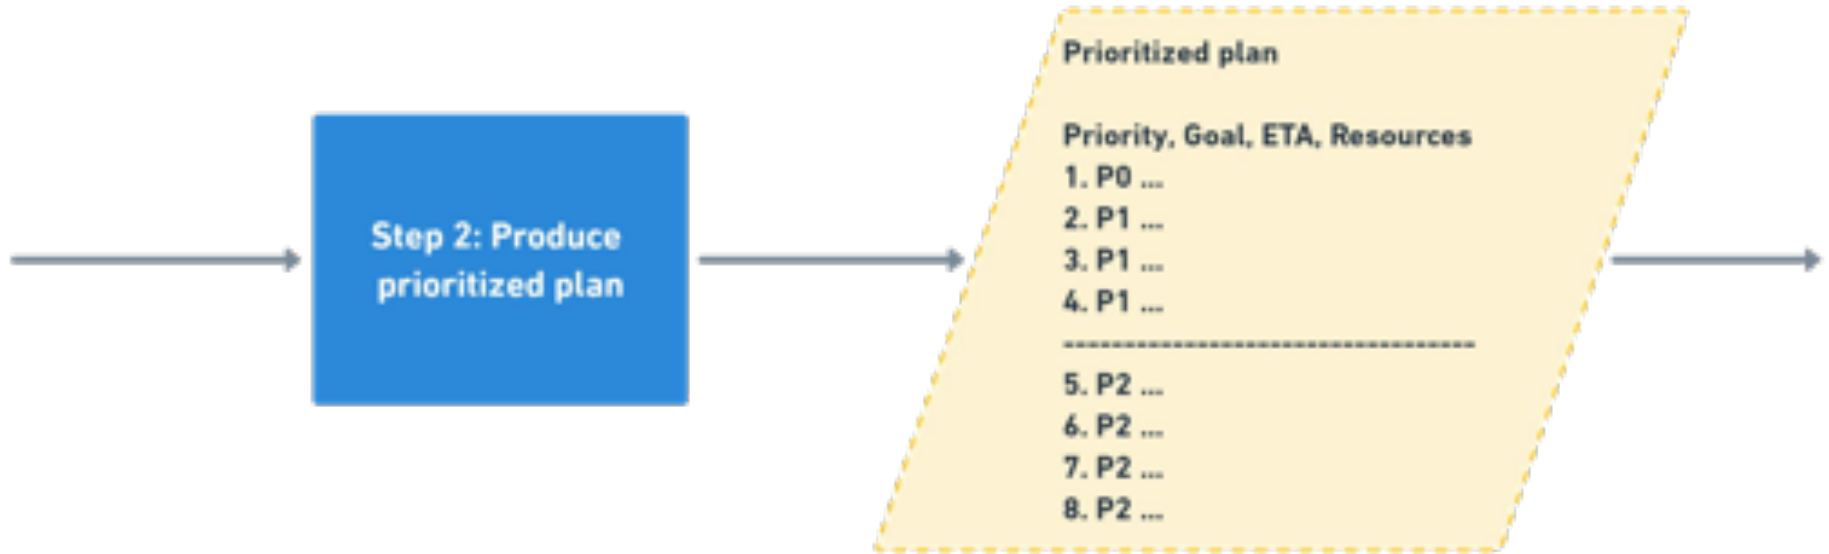 Step 2: Produce
prioritized plan
Prioritized plan
Priority, Goal, ETA, Resources
1. P0 ...
2. P1 ...
3. P1 ...
4. P1 ...
----------------------------------
5. P2 ...
6. P2 ...
7. P2 ...
8. P2 ...